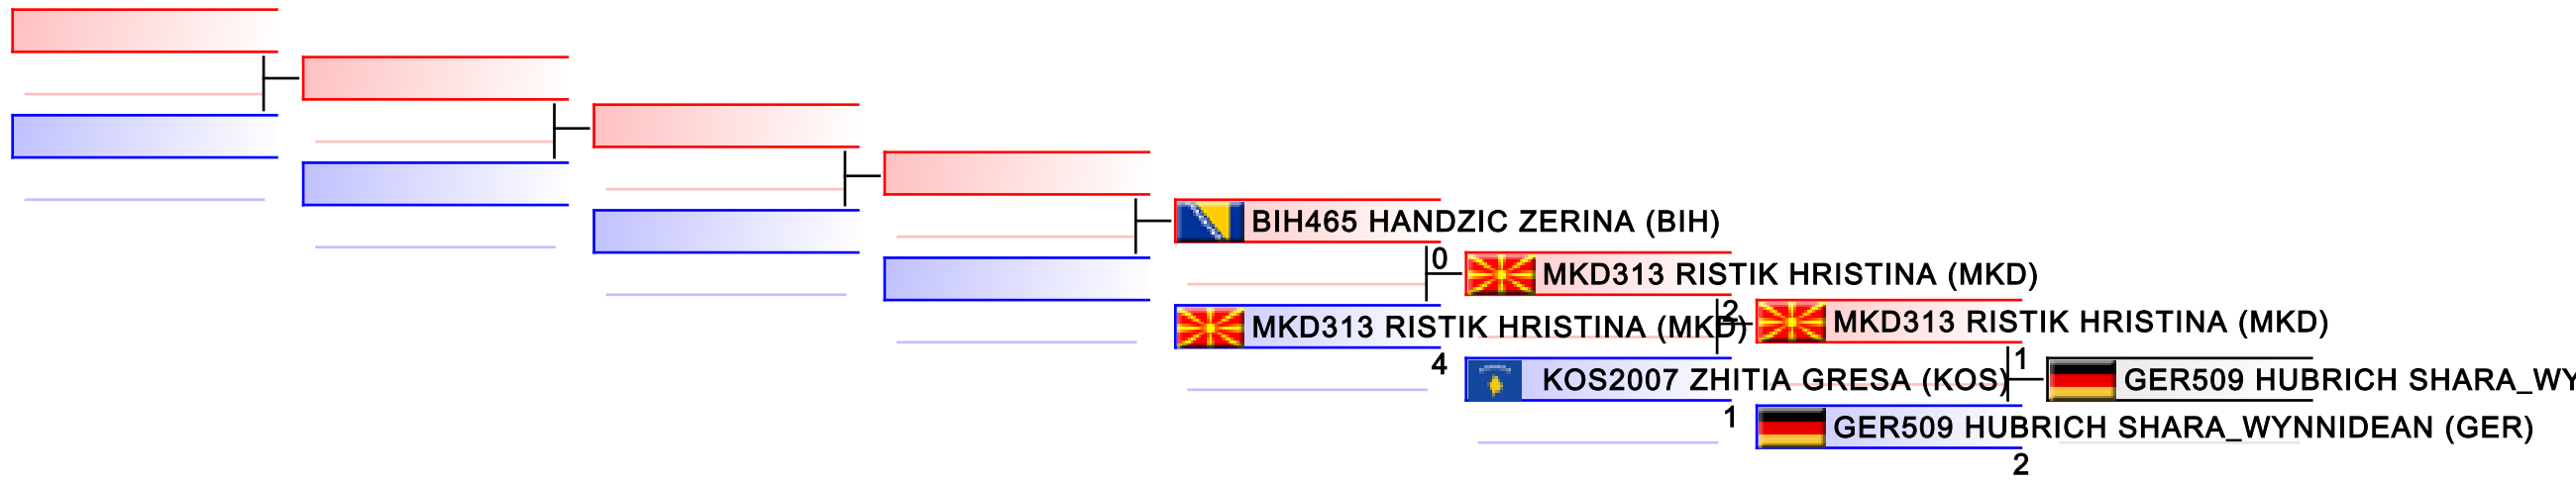 BIH465 HANDZIC ZERINA (BIH)
0
MKD313 RISTIK HRISTINA (MKD)
MKD313 RISTIK HRISTINA (MKD)
4
2
MKD313 RISTIK HRISTINA (MKD)
KOS2007 ZHITIA GRESA (KOS)
1
1
GER509 HUBRICH SHARA_WY
GER509 HUBRICH SHARA_WYNNIDEAN (GER)
2